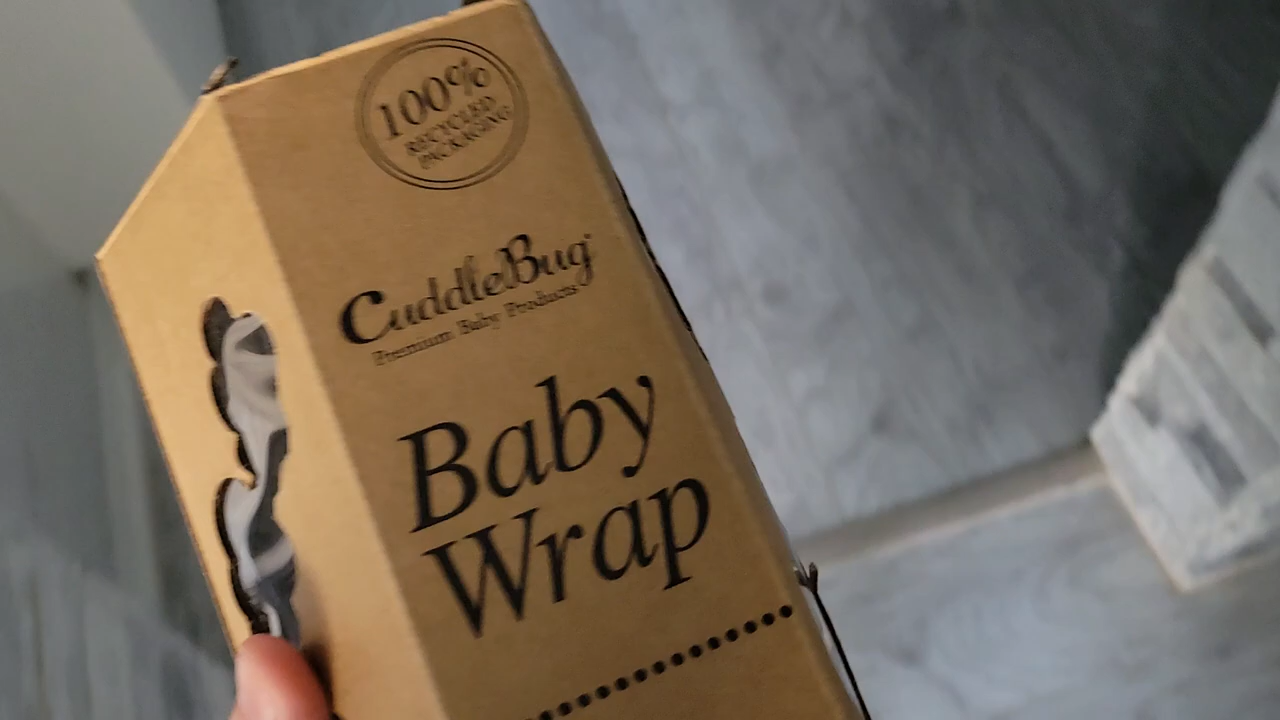 100%
RECYCLED
PACKAGING
CuddleBug
Premium Baby Products
Baby
Wrap